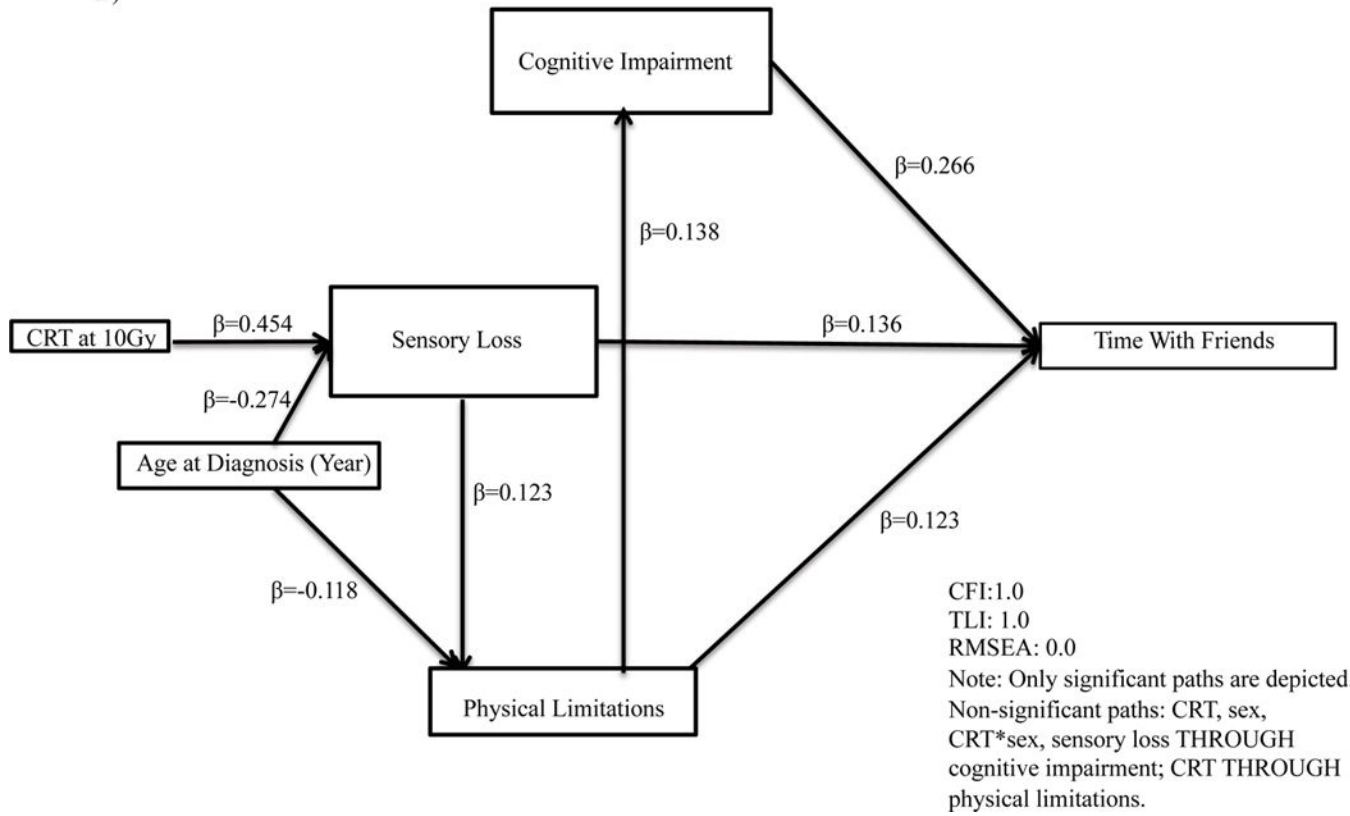 Cognitive Impairment
β=0.266
β=0.138
CRT at 10Gy
β=0.454
Sensory Loss
β=0.136
Time With Friends
β=-0.274
Age at Diagnosis (Year)
β=0.123
β=0.123
β=-0.118
Physical Limitations
CFI:1.0
TLI: 1.0
RMSEA: 0.0
Note: Only significant paths are depicted.
Non-significant paths: CRT, sex,
CRT*sex, sensory loss THROUGH
cognitive impairment; CRT THROUGH
physical limitations.